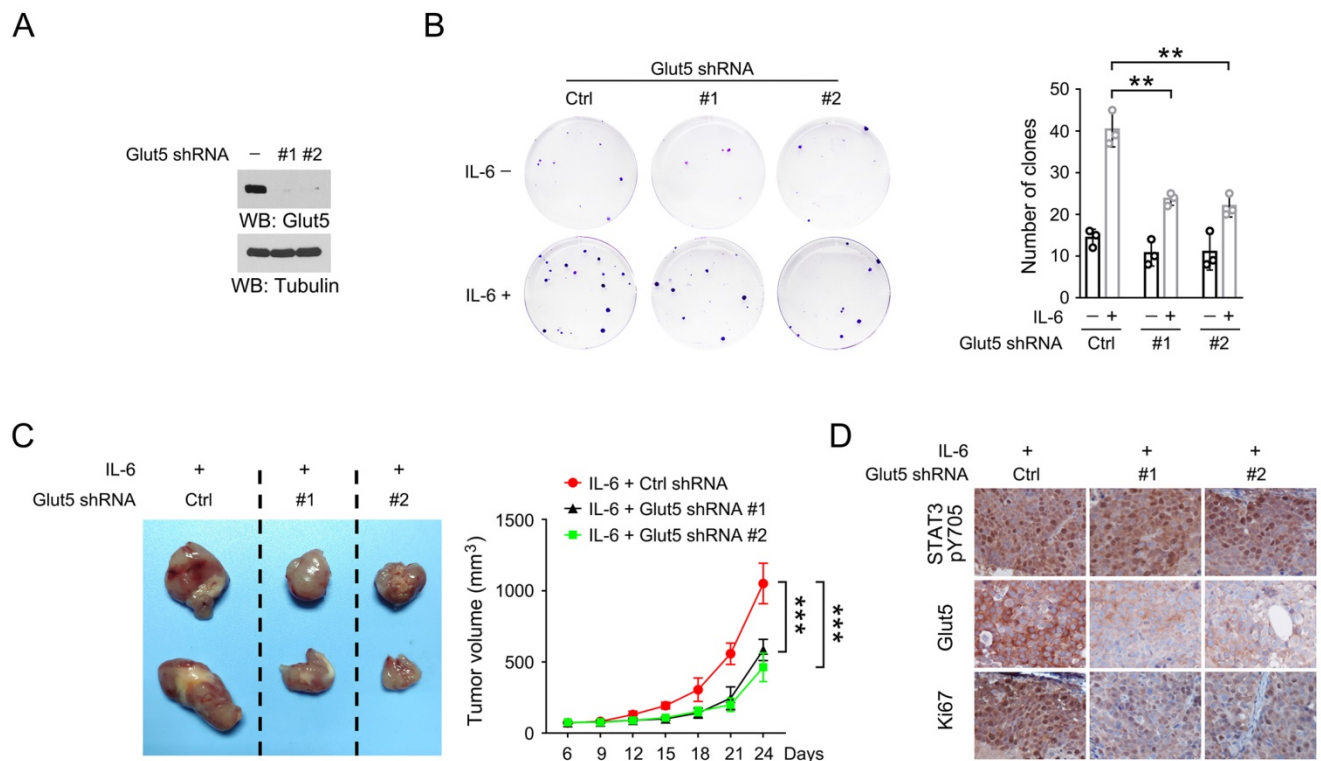 A
Glut5 shRNA – #1 #2
WB: Glut5
WB: Tubulin
B
Glut5 shRNA
Ctrl #1 #2
IL-6 –
IL-6 +
** 
**
Number of clones
50
40
30
20
10
0
IL-6 – + – + – +
Glut5 shRNA Ctrl #1 #2
C
IL-6 + + +
Glut5 shRNA Ctrl #1 #2
IL-6 + Ctrl shRNA
IL-6 + Glut5 shRNA #1
IL-6 + Glut5 shRNA #2
Tumor volume (mm³)
1500
1000
500
0
***
***
6 9 12 15 18 21 24 Days
D
IL-6 + + +
Glut5 shRNA Ctrl #1 #2
STAT3
pY705
Glut5
Ki67